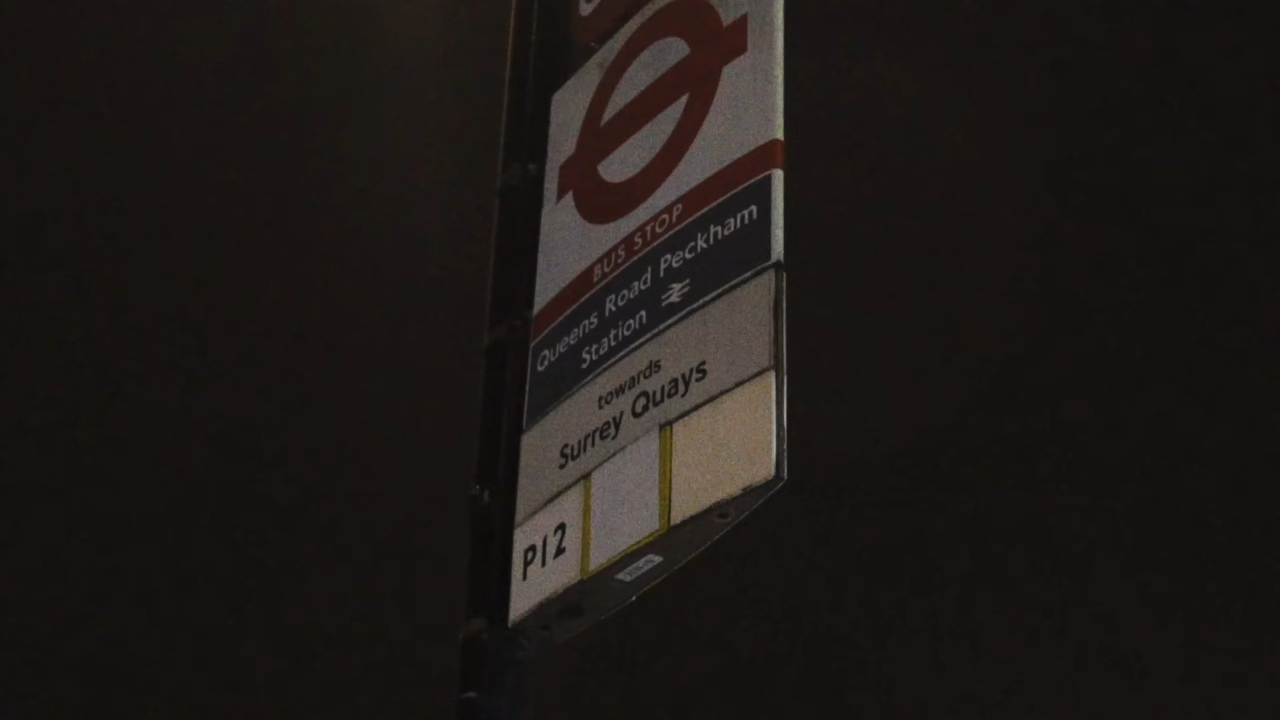 BUS STOP
Queens Road Peckham
Station
towards
Surrey Quays
P12